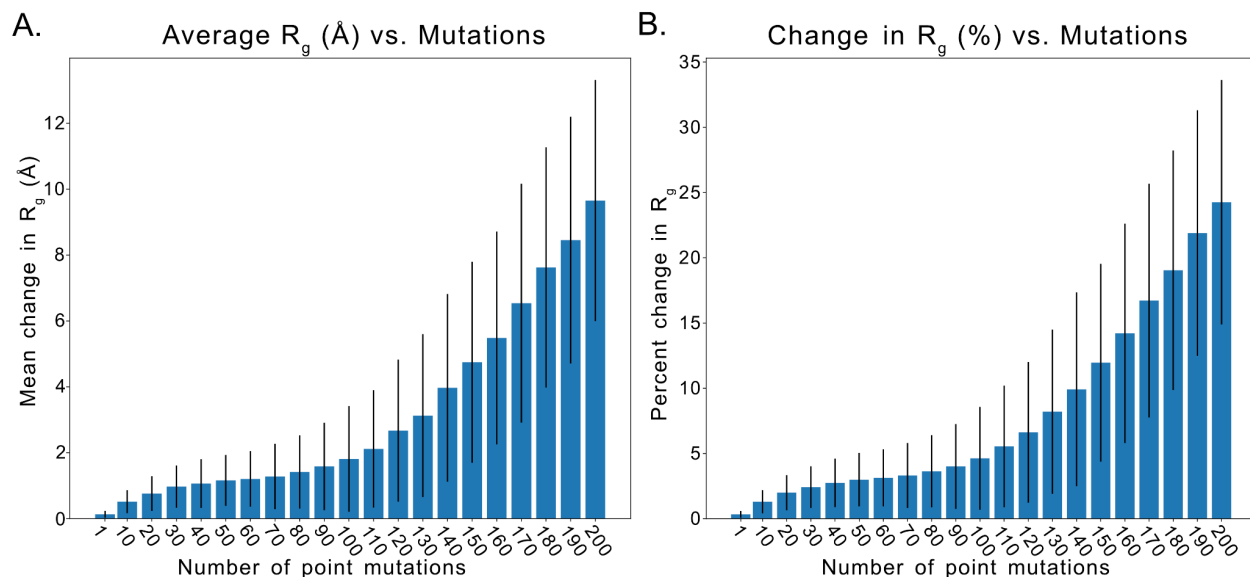 A.
Average Rg (Å) vs. Mutations
Mean change in Rg (Å)
12
10
8
6
4
2
0
1 10 20 30 40 50 60 70 80 90 100 110 120 130 140 150 160 170 180 190 200
Number of point mutations
B.
Change in Rg (%) vs. Mutations
Percent change in Rg
35
30
25
20
15
10
5
0
1 10 20 30 40 50 60 70 80 90 100 110 120 130 140 150 160 170 180 190 200
Number of point mutations